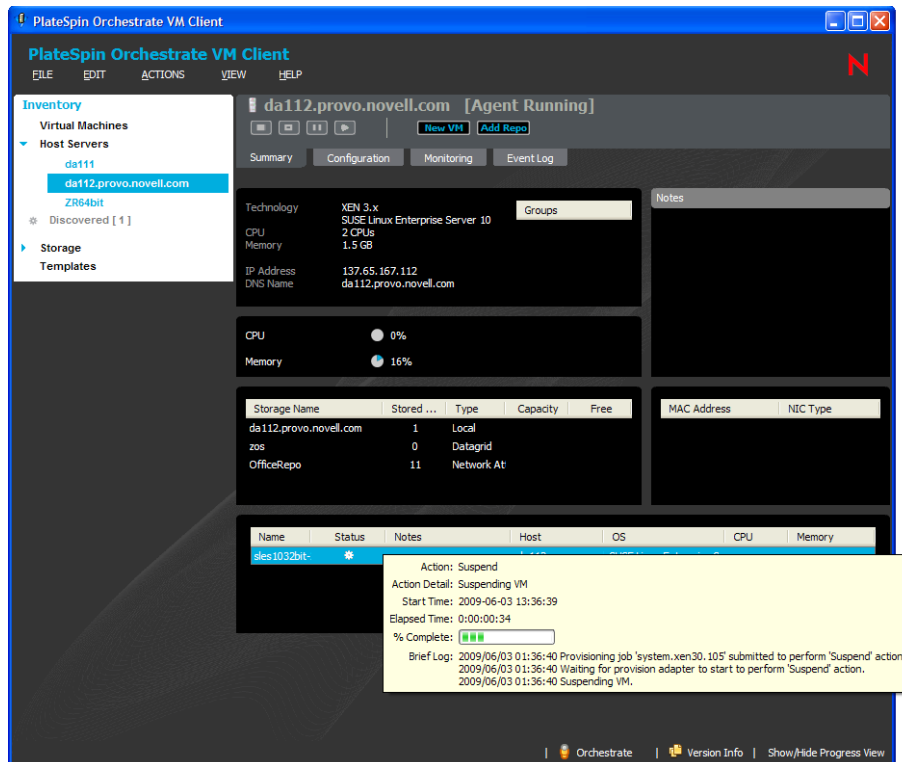 PlateSpin Orchestrate VM Client
PlateSpin Orchestrate VM Client
FILE EDIT ACTIONS VIEW HELP
N
Inventory
Virtual Machines
Host Servers
da111
da112.provo.novell.com
ZR64bit
Discovered [ 1 ]
Storage
Templates
da112.provo.novell.com [Agent Running]
New VM Add Repo
Summary Configuration Monitoring Event Log
Technology XEN 3.x
SUSE Linux Enterprise Server 10
CPU 2 CPUs
Memory 1.5 GB
IP Address 137.65.167.112
DNS Name da112.provo.novell.com
Groups
Notes
CPU 0%
Memory 16%
Storage Name Stored ... Type Capacity Free
da112.provo.novell.com 1 Local
zos 0 Datagrid
OfficeRepo 11 Network At
MAC Address NIC Type
Name Status Notes Host OS CPU Memory
sles1032bit-
Action: Suspend
Action Detail: Suspending VM
Start Time: 2009-06-03 13:36:39
Elapsed Time: 0:00:00:34
% Complete:
Brief Log: 2009/06/03 01:36:40 Provisioning job 'system.xen30.105' submitted to perform 'Suspend' action
2009/06/03 01:36:40 Waiting for provision adapter to start to perform 'Suspend' action.
2009/06/03 01:36:40 Suspending VM.
Orchestrate | Version Info | Show/Hide Progress View